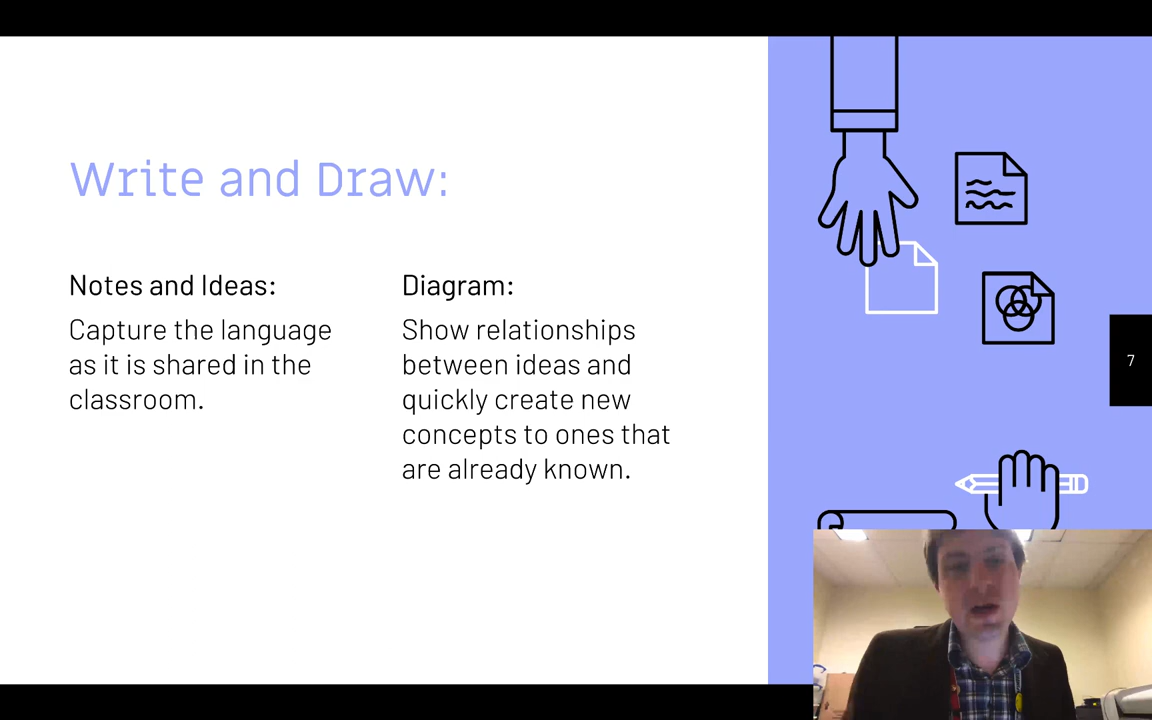 Write and Draw:
Notes and Ideas:
Capture the language
as it is shared in the
classroom.
Diagram:
Show relationships
between ideas and
quickly create new
concepts to ones that
are already known.
7